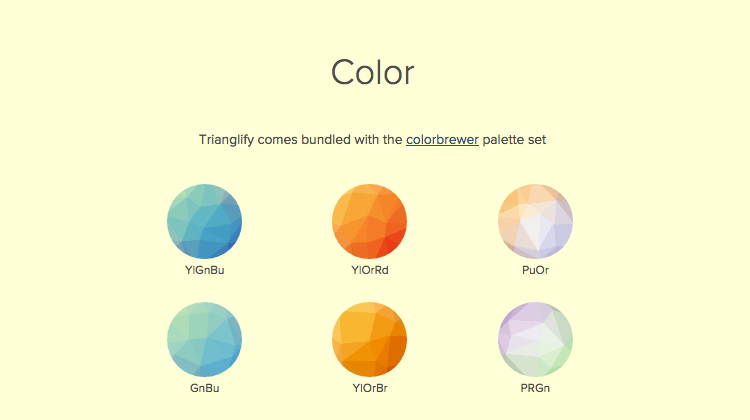 Color
Trianglify comes bundled with the colorbrewer palette set
YlGnBu YlOrRd PuOr
GnBu YlOrBr PRGn